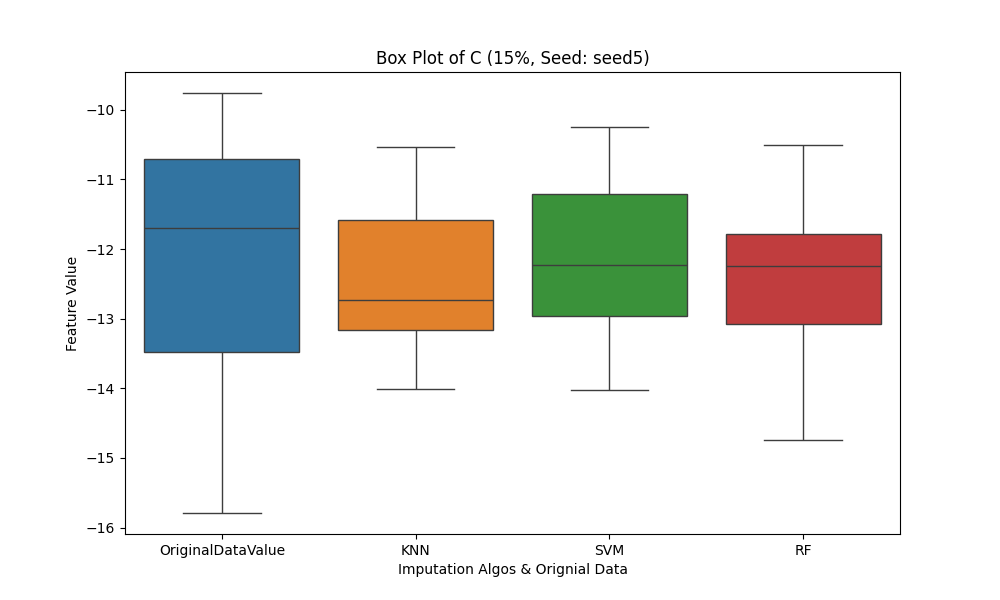 Box Plot of C (15%, Seed: seed5)
Feature Value
−10
−11
−12
−13
−14
−15
−16
OriginalDataValue
KNN
SVM
RF
Imputation Algos & Orignial Data